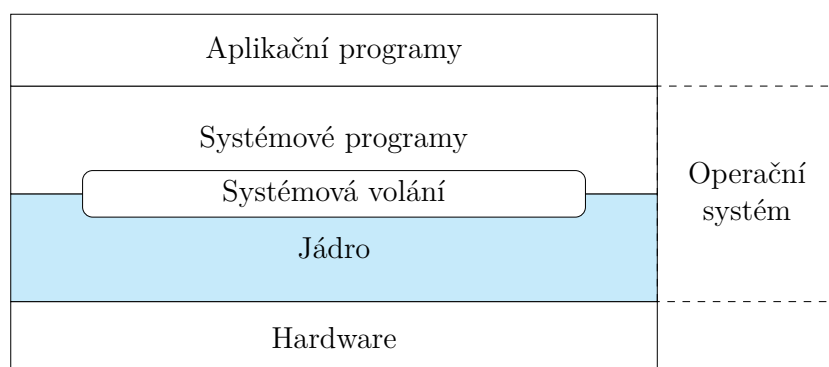 Aplikační programy
Systémové programy
Systémová volání
Jádro
Hardware
Operační
systém